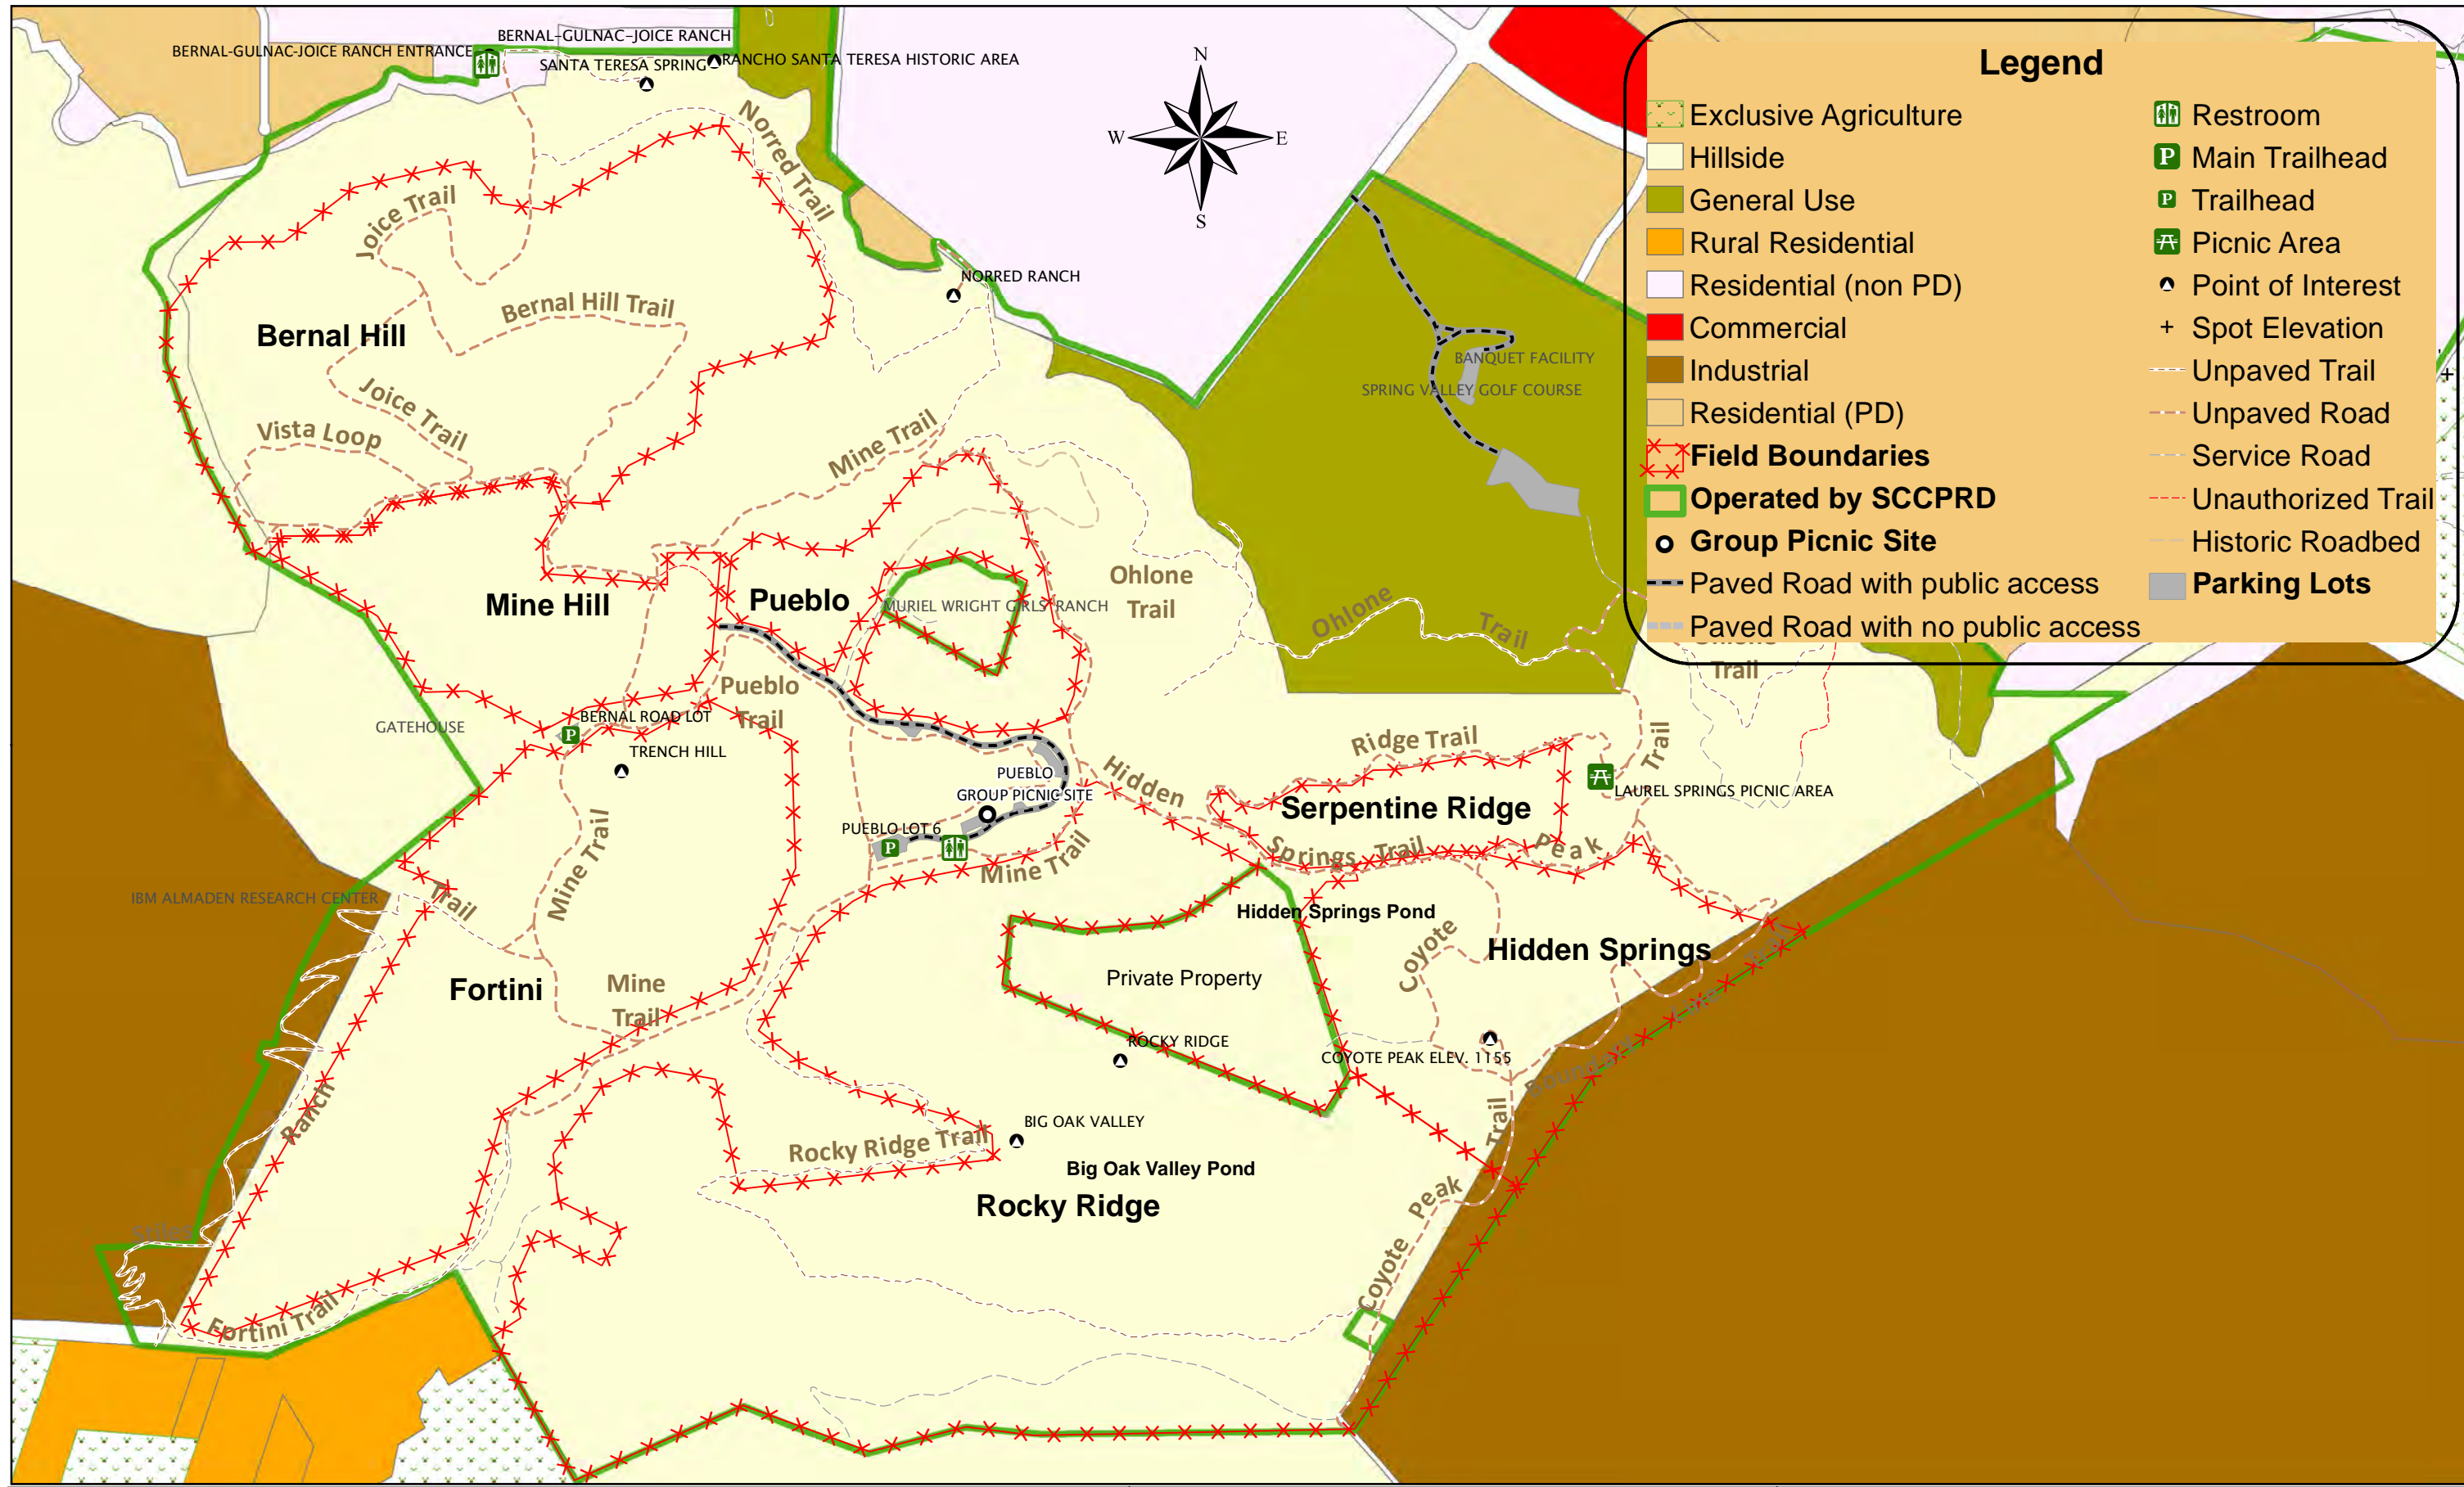 BERNAL-GULNAC-JOICE RANCH
BERNAL-GULNAC-JOICE RANCH ENTRANCE
SANTA TERESA SPRING
RANCHO SANTA TERESA HISTORIC AREA
N
W
E
S
Norred Trail
Joice Trail
NORRED RANCH
Bernal Hill Trail
Bernal Hill
Joice Trail
Vista Loop
Mine Trail
BANQUET FACILITY
SPRING VALLEY GOLF COURSE
Legend
Exclusive Agriculture
Hillside
General Use
Rural Residential
Residential (non PD)
Commercial
Industrial
Residential (PD)
Field Boundaries
Operated by SCCPRD
Group Picnic Site
Paved Road with public access
Paved Road with no public access
Restroom
P Main Trailhead
P Trailhead
Picnic Area
Point of Interest
+ Spot Elevation
Unpaved Trail
Unpaved Road
Service Road
Unauthorized Trail
Historic Roadbed
Parking Lots
Mine Hill
Pueblo
MURIEL WRIGHT GIRLS' RANCH
Ohlone
Trail
Ohlone
Trail
Trail
Pueblo
Trail
GATEHOUSE
BERNAL ROAD LOT
P
TRENCH HILL
PUEBLO
GROUP PICNIC SITE
PUEBLO LOT 6
P
Hidden
Springs Trail
Ridge Trail
Serpentine Ridge
LAUREL SPRINGS PICNIC AREA
Peak
Trail
Mine Trail
Mine Trail
IBM ALMADEN RESEARCH CENTER
Trail
Hidden Springs Pond
Coyote
Hidden Springs
Private Property
Fortini
Mine
Trail
ROCKY RIDGE
COYOTE PEAK ELEV. 1155
Boundary
Ranch
BIG OAK VALLEY
Rocky Ridge Trail
Big Oak Valley Pond
Rocky Ridge
Trail
Coyote Peak
Stiles
Fortini Trail